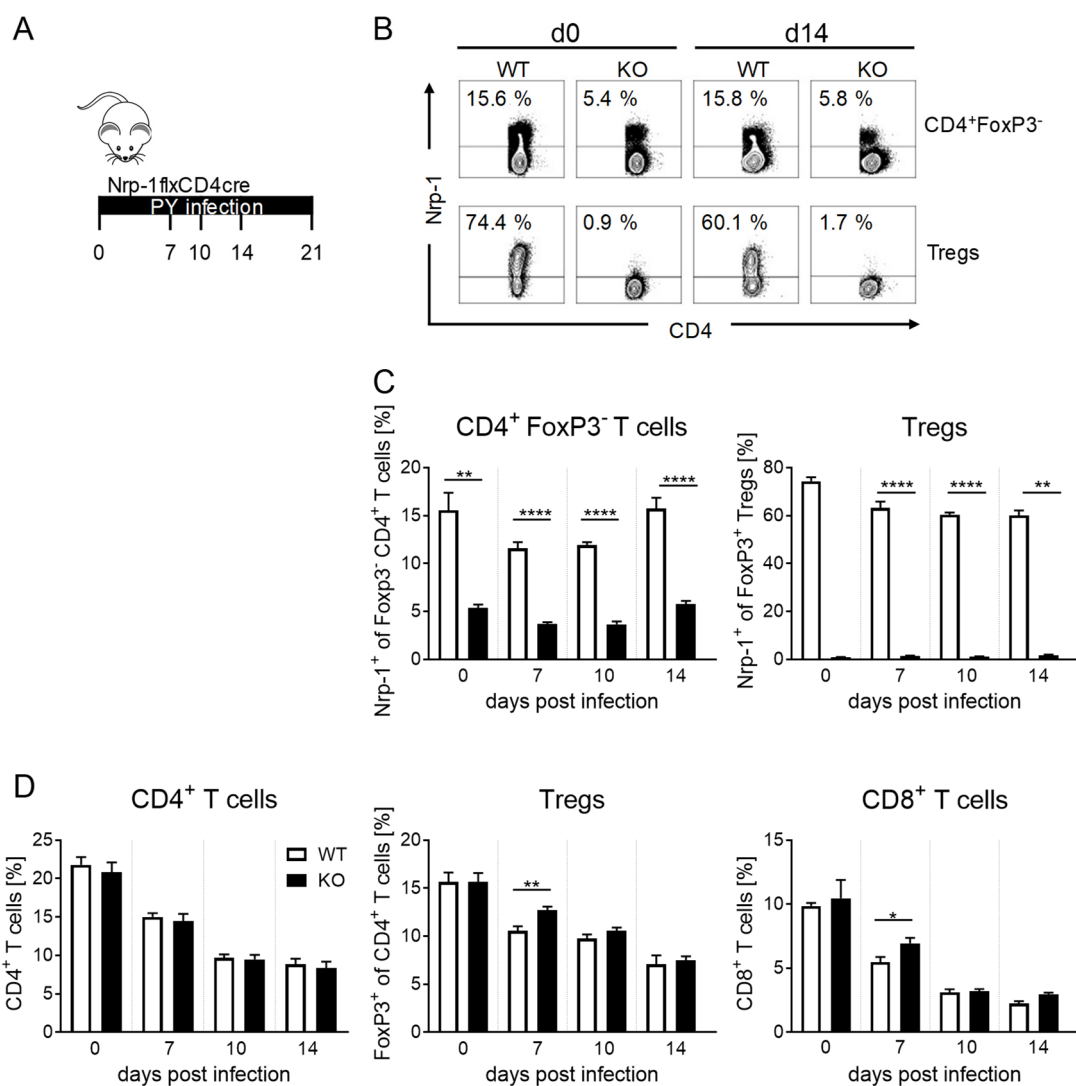 A
Nrp-1flxCD4cre
PY infection
0 7 10 14 21
B
d0 d14
WT KO WT KO
15.6 % 5.4 % 15.8 % 5.8 %
CD4⁺FoxP3⁻
74.4 % 0.9 % 60.1 % 1.7 %
Tregs
Nrp-1
CD4
C
CD4⁺ FoxP3⁻ T cells
Nrp-1⁺ of Foxp3⁻ CD4⁺ T cells [%]
20
15
10
5
0
** **** **** ****
0 7 10 14
days post infection
Tregs
Nrp-1⁺ of FoxP3⁺ Tregs [%]
80
60
40
20
0
**** **** **
0 7 10 14
days post infection
D
CD4⁺ T cells
CD4⁺ T cells [%]
25
20
15
10
5
0
WT
KO
0 7 10 14
days post infection
Tregs
FoxP3⁺ of CD4⁺ T cells [%]
20
15
10
5
0
**
0 7 10 14
days post infection
CD8⁺ T cells
CD8⁺ T cells [%]
15
10
5
0
*
0 7 10 14
days post infection